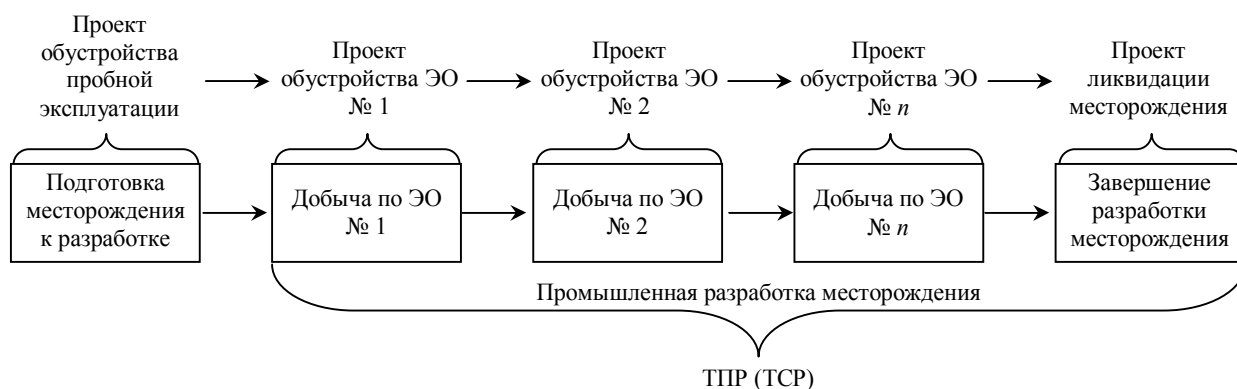 Проект
обустройства
пробной
эксплуатации
Проект
обустройства ЭО
№ 1
Проект
обустройства ЭО
№ 2
Проект
обустройства ЭО
№ n
Проект
ликвидации
месторождения
Подготовка
месторождения
к разработке
Добыча по ЭО
№ 1
Добыча по ЭО
№ 2
Добыча по ЭО
№ n
Завершение
разработки
месторождения
Промышленная разработка месторождения
ТПР (ТСР)